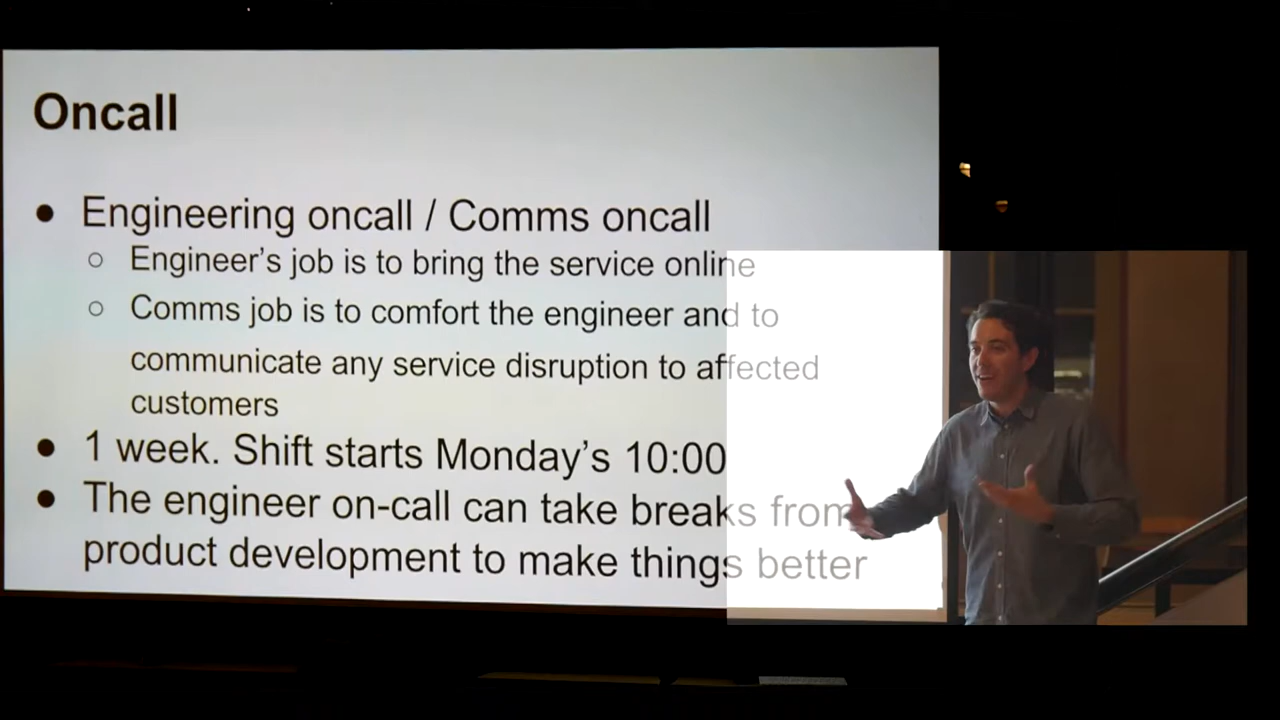 Oncall
● Engineering oncall / Comms oncall
○ Engineer's job is to bring the service online
○ Comms job is to comfort the engineer and to
communicate any service disruption to affected
customers
● 1 week. Shift starts Monday's 10:00
● The engineer on-call can take breaks from
product development to make things better